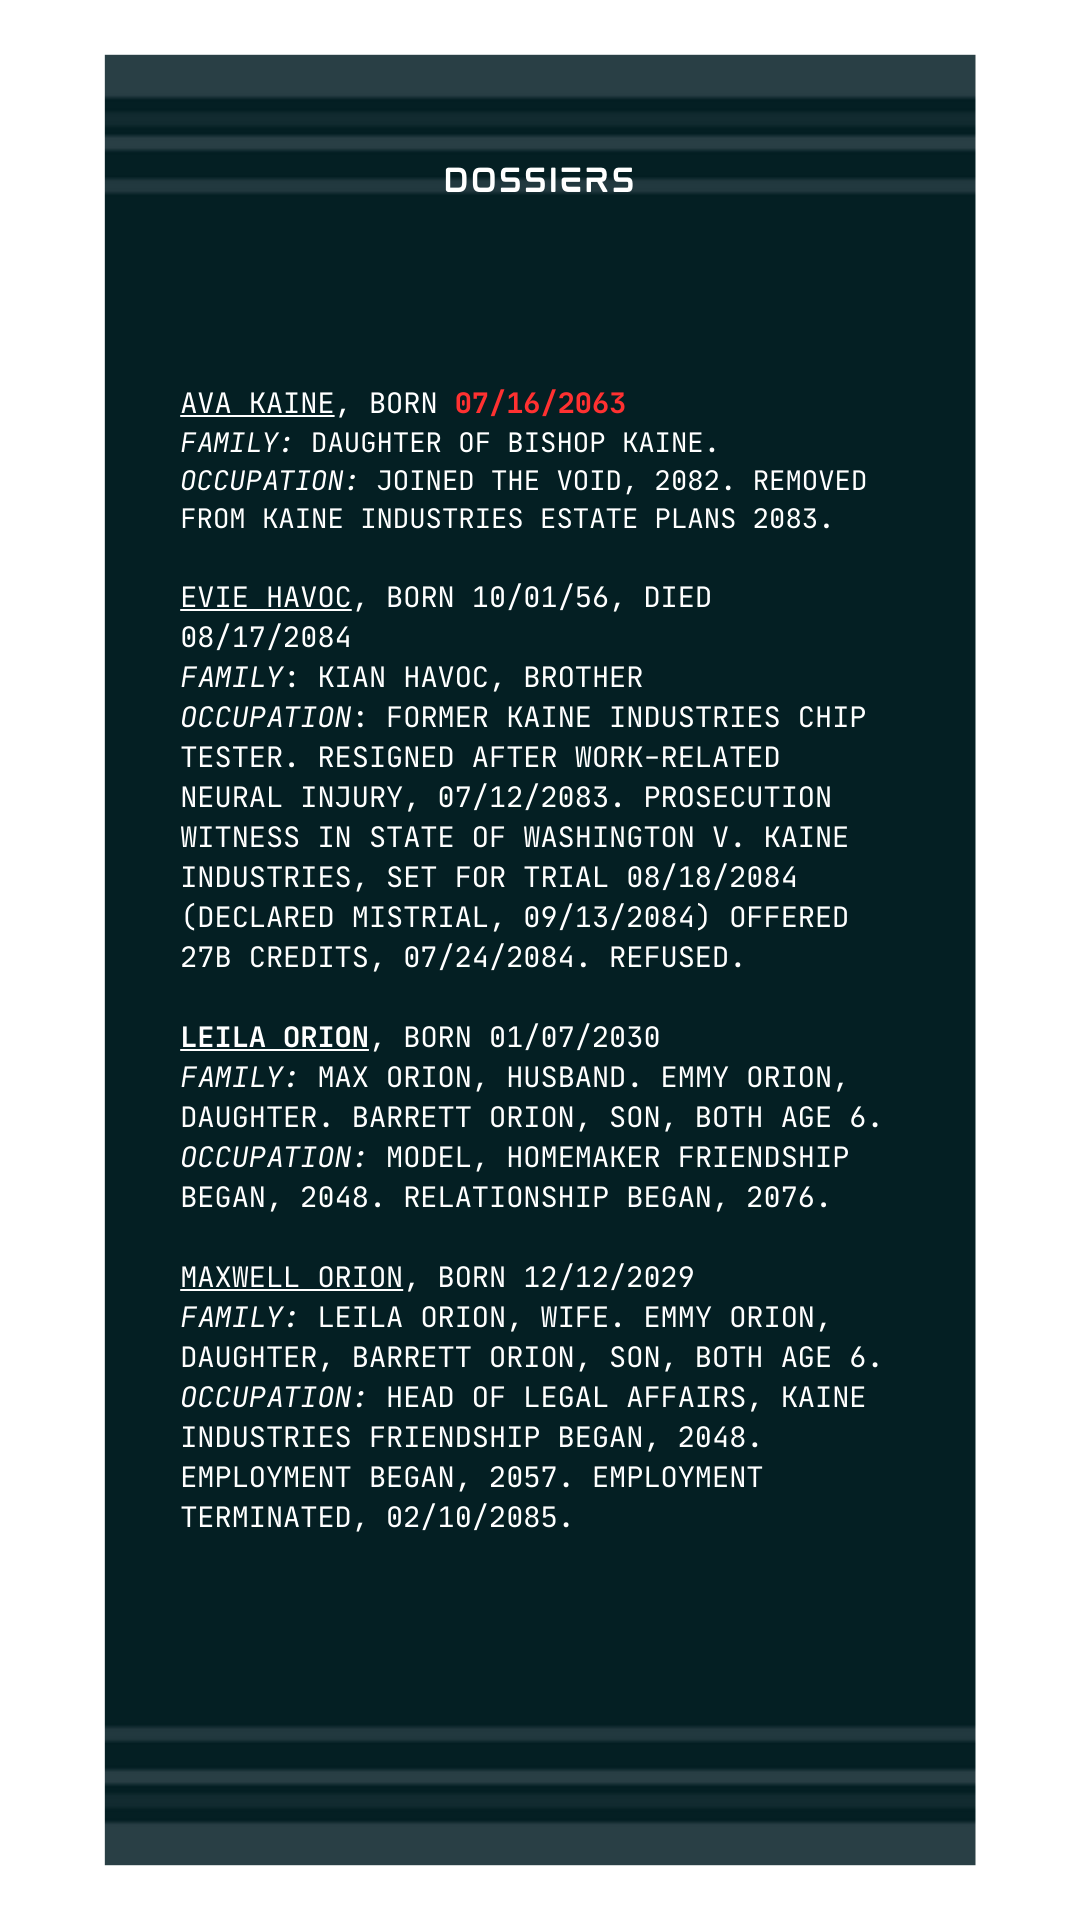 DOSSIERS
AVA KAINE, BORN 07/16/2063
FAMILY: DAUGHTER OF BISHOP KAINE.
OCCUPATION: JOINED THE VOID, 2082. REMOVED
FROM KAINE INDUSTRIES ESTATE PLANS 2083.
EVIE HAVOC, BORN 10/01/56, DIED
08/17/2084
FAMILY: KIAN HAVOC, BROTHER
OCCUPATION: FORMER KAINE INDUSTRIES CHIP
TESTER. RESIGNED AFTER WORK-RELATED
NEURAL INJURY, 07/12/2083. PROSECUTION
WITNESS IN STATE OF WASHINGTON V. KAINE
INDUSTRIES, SET FOR TRIAL 08/18/2084
(DECLARED MISTRIAL, 09/13/2084) OFFERED
27B CREDITS, 07/24/2084. REFUSED.
LEILA ORION, BORN 01/07/2030
FAMILY: MAX ORION, HUSBAND. EMMY ORION,
DAUGHTER. BARRETT ORION, SON, BOTH AGE 6.
OCCUPATION: MODEL, HOMEMAKER FRIENDSHIP
BEGAN, 2048. RELATIONSHIP BEGAN, 2076.
MAXWELL ORION, BORN 12/12/2029
FAMILY: LEILA ORION, WIFE. EMMY ORION,
DAUGHTER, BARRETT ORION, SON, BOTH AGE 6.
OCCUPATION: HEAD OF LEGAL AFFAIRS, KAINE
INDUSTRIES FRIENDSHIP BEGAN, 2048.
EMPLOYMENT BEGAN, 2057. EMPLOYMENT
TERMINATED, 02/10/2085.